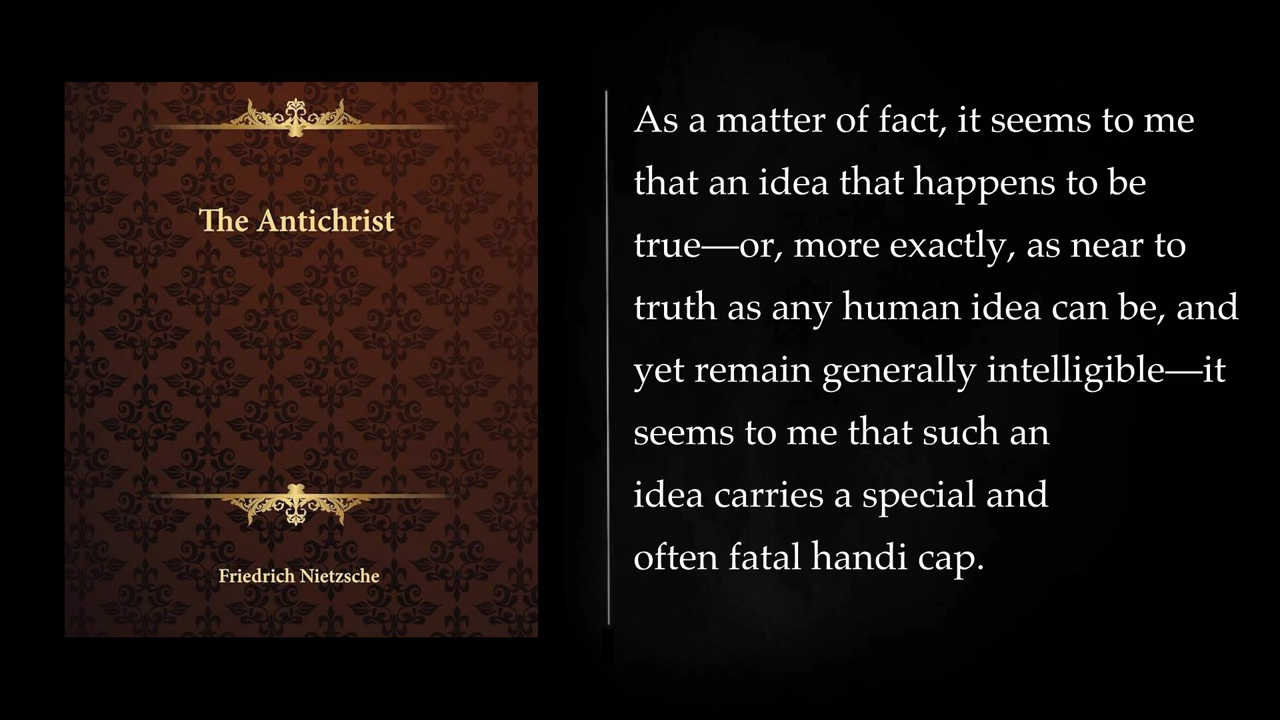 The Antichrist
Friedrich Nietzsche
As a matter of fact, it seems to me
that an idea that happens to be
true—or, more exactly, as near to
truth as any human idea can be, and
yet remain generally intelligible—it
seems to me that such an
idea carries a special and
often fatal handi cap.